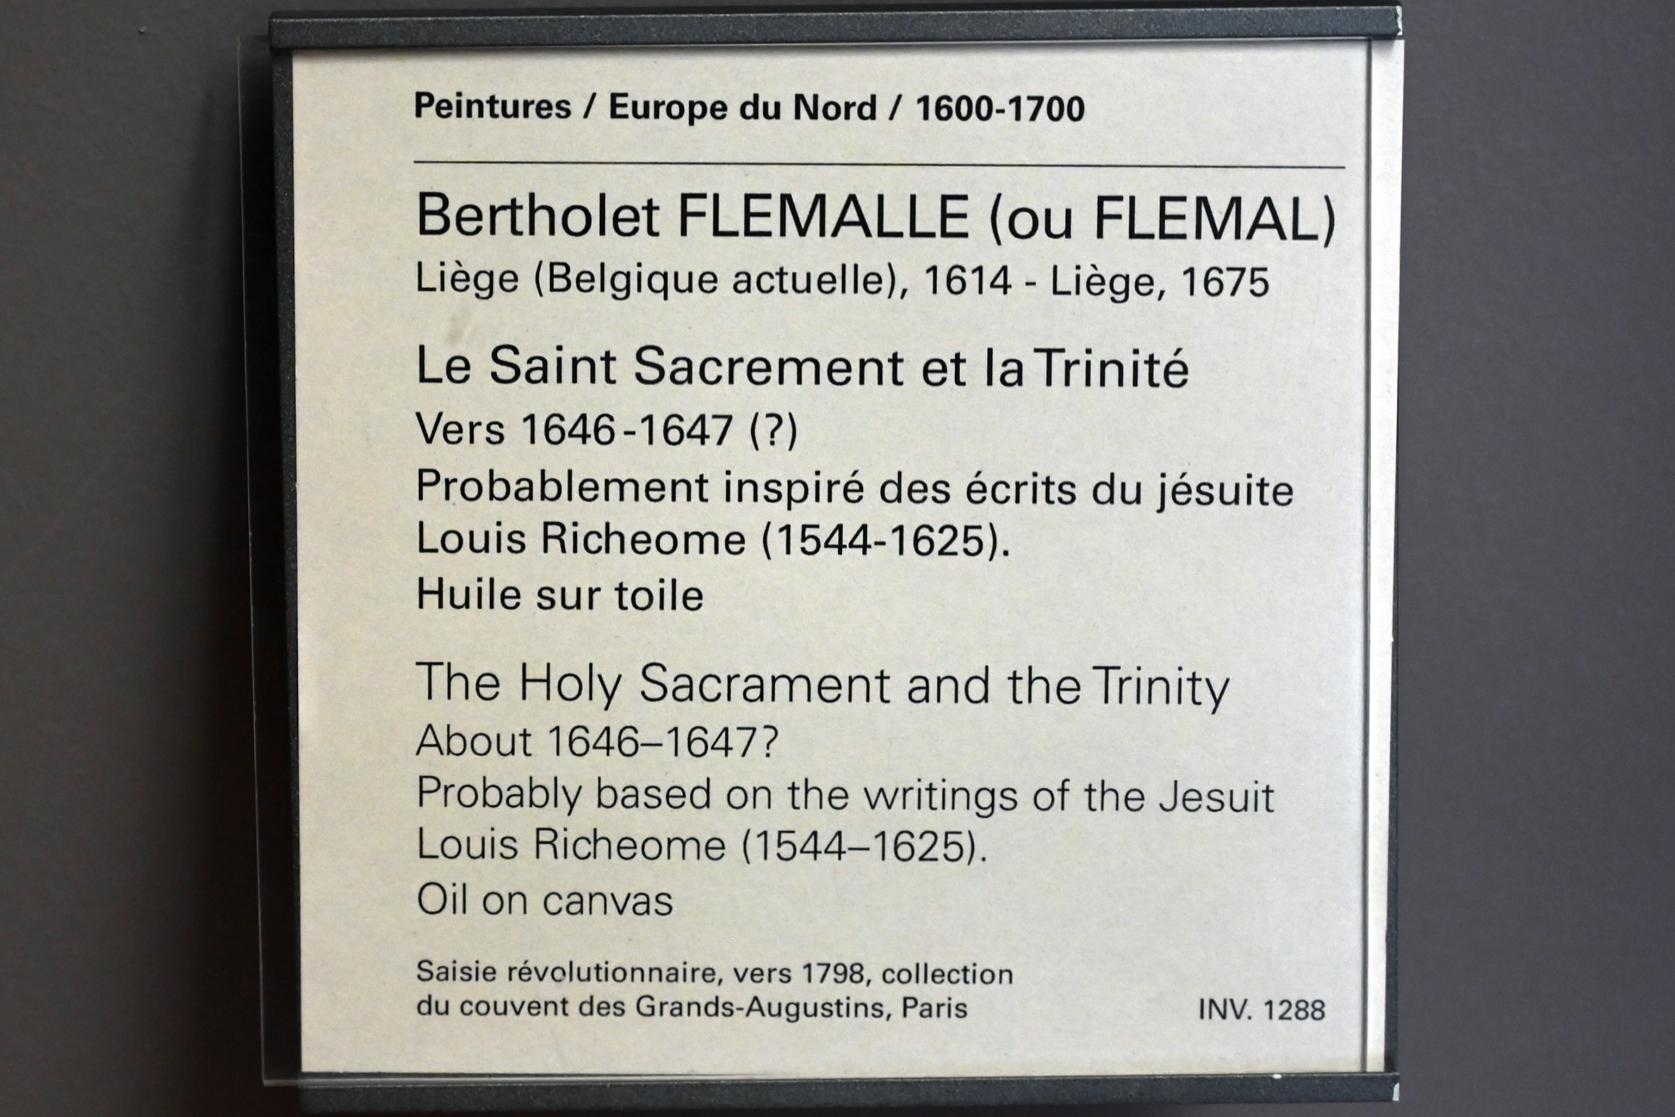 Peintures / Europe du Nord / 1600-1700
Bertholet FLEMALLE (ou FLEMAL)
Liège (Belgique actuelle), 1614 - Liège, 1675
Le Saint Sacrement et la Trinité
Vers 1646-1647 (?)
Probablement inspiré des écrits du jésuite
Louis Richeome (1544-1625).
Huile sur toile
The Holy Sacrament and the Trinity
About 1646–1647?
Probably based on the writings of the Jesuit
Louis Richeome (1544–1625).
Oil on canvas
Saisie révolutionnaire, vers 1798, collection
du couvent des Grands-Augustins, Paris
INV. 1288